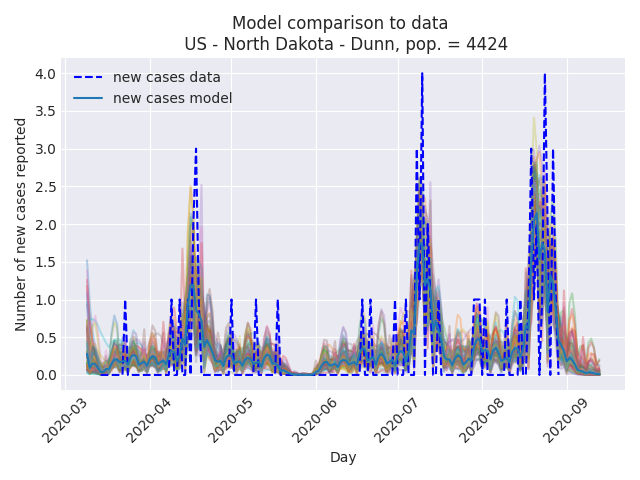 Model comparison to data
US - North Dakota - Dunn, pop. = 4424
new cases data
new cases model
Number of new cases reported
4.0
3.5
3.0
2.5
2.0
1.5
1.0
0.5
0.0
2020-03
2020-04
2020-05
2020-06
2020-07
2020-08
2020-09
Day